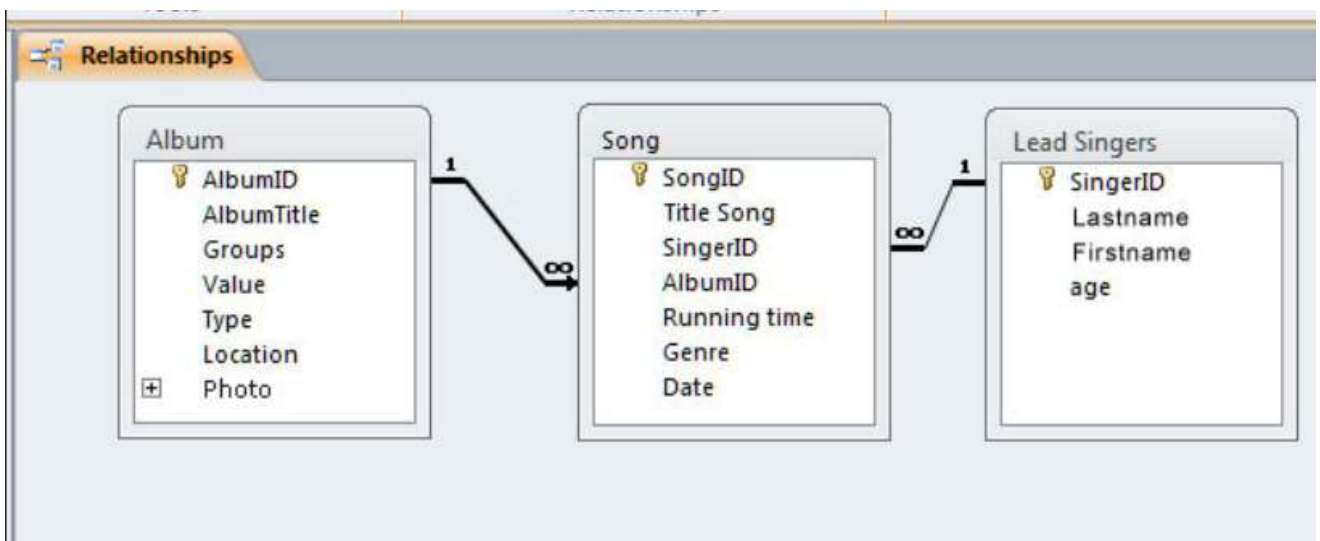 Relationships
Album
AlbumID
AlbumTitle
Groups
Value
Type
Location
Photo
1
∞
Song
SongID
Title Song
SingerID
AlbumID
Running time
Genre
Date
∞
1
Lead Singers
SingerID
Lastname
Firstname
age